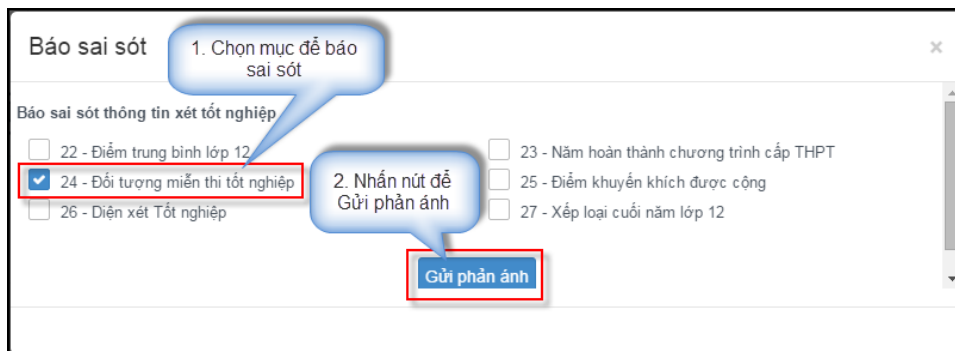 Báo sai sót
1. Chọn mục để báo
sai sót
×
Báo sai sót thông tin xét tốt nghiệp
22 - Điểm trung bình lớp 12
23 - Năm hoàn thành chương trình cấp THPT
24 - Đối tượng miễn thi tốt nghiệp
2. Nhấn nút để
Gửi phản ánh
25 - Điểm khuyến khích được cộng
26 - Diện xét Tốt nghiệp
27 - Xếp loại cuối năm lớp 12
Gửi phản ánh